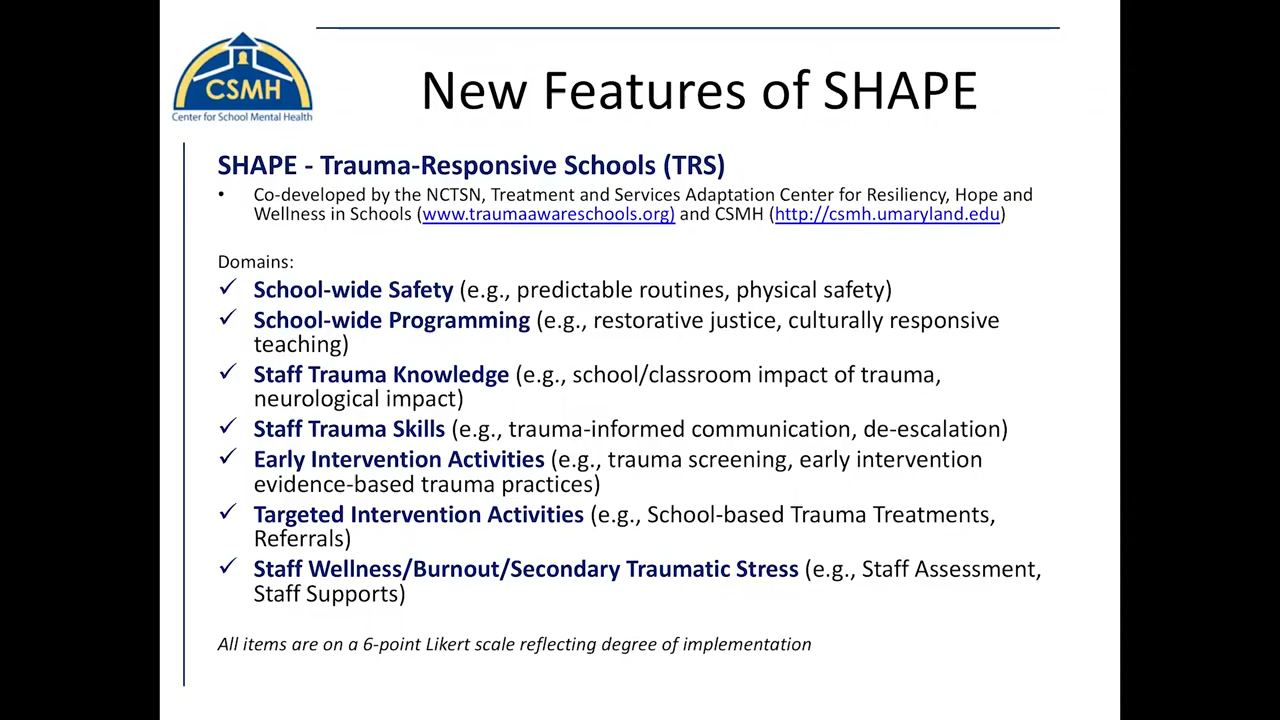 CSMH
Center for School Mental Health
New Features of SHAPE
SHAPE - Trauma-Responsive Schools (TRS)
• Co-developed by the NCTSN, Treatment and Services Adaptation Center for Resiliency, Hope and
Wellness in Schools (www.traumaawareschools.org) and CSMH (http://csmh.umaryland.edu)
Domains:
✓ School-wide Safety (e.g., predictable routines, physical safety)
✓ School-wide Programming (e.g., restorative justice, culturally responsive
teaching)
✓ Staff Trauma Knowledge (e.g., school/classroom impact of trauma,
neurological impact)
✓ Staff Trauma Skills (e.g., trauma-informed communication, de-escalation)
✓ Early Intervention Activities (e.g., trauma screening, early intervention
evidence-based trauma practices)
✓ Targeted Intervention Activities (e.g., School-based Trauma Treatments,
Referrals)
✓ Staff Wellness/Burnout/Secondary Traumatic Stress (e.g., Staff Assessment,
Staff Supports)
All items are on a 6-point Likert scale reflecting degree of implementation